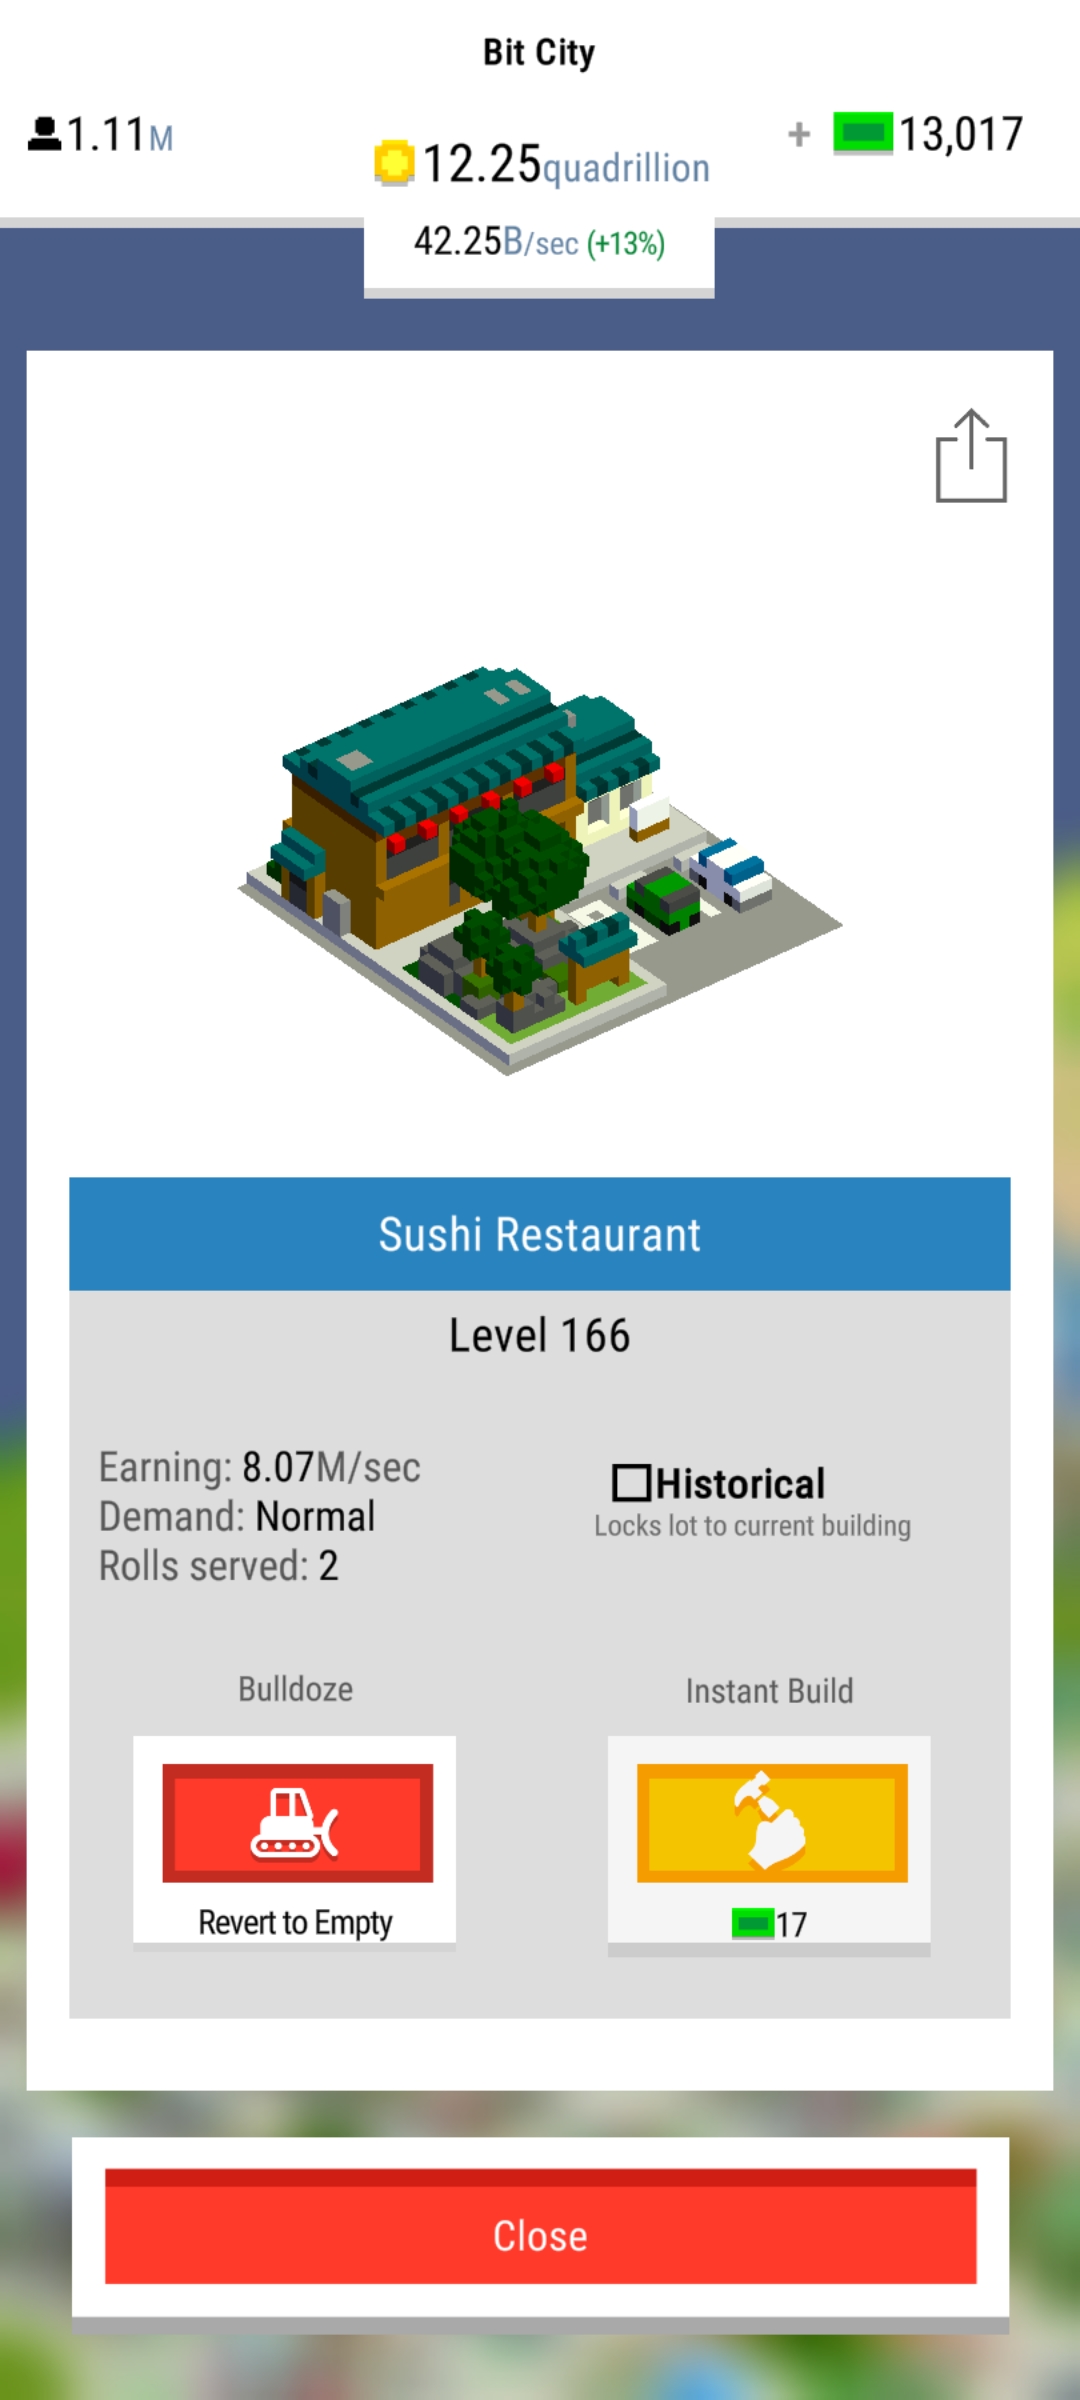 Bit City
1.11M
12.25quadrillion
+ 13,017
42.25B/sec (+13%)
Sushi Restaurant
Level 166
Earning: 8.07M/sec
Demand: Normal
Rolls served: 2
Historical
Locks lot to current building
Bulldoze
Instant Build
Revert to Empty
17
Close